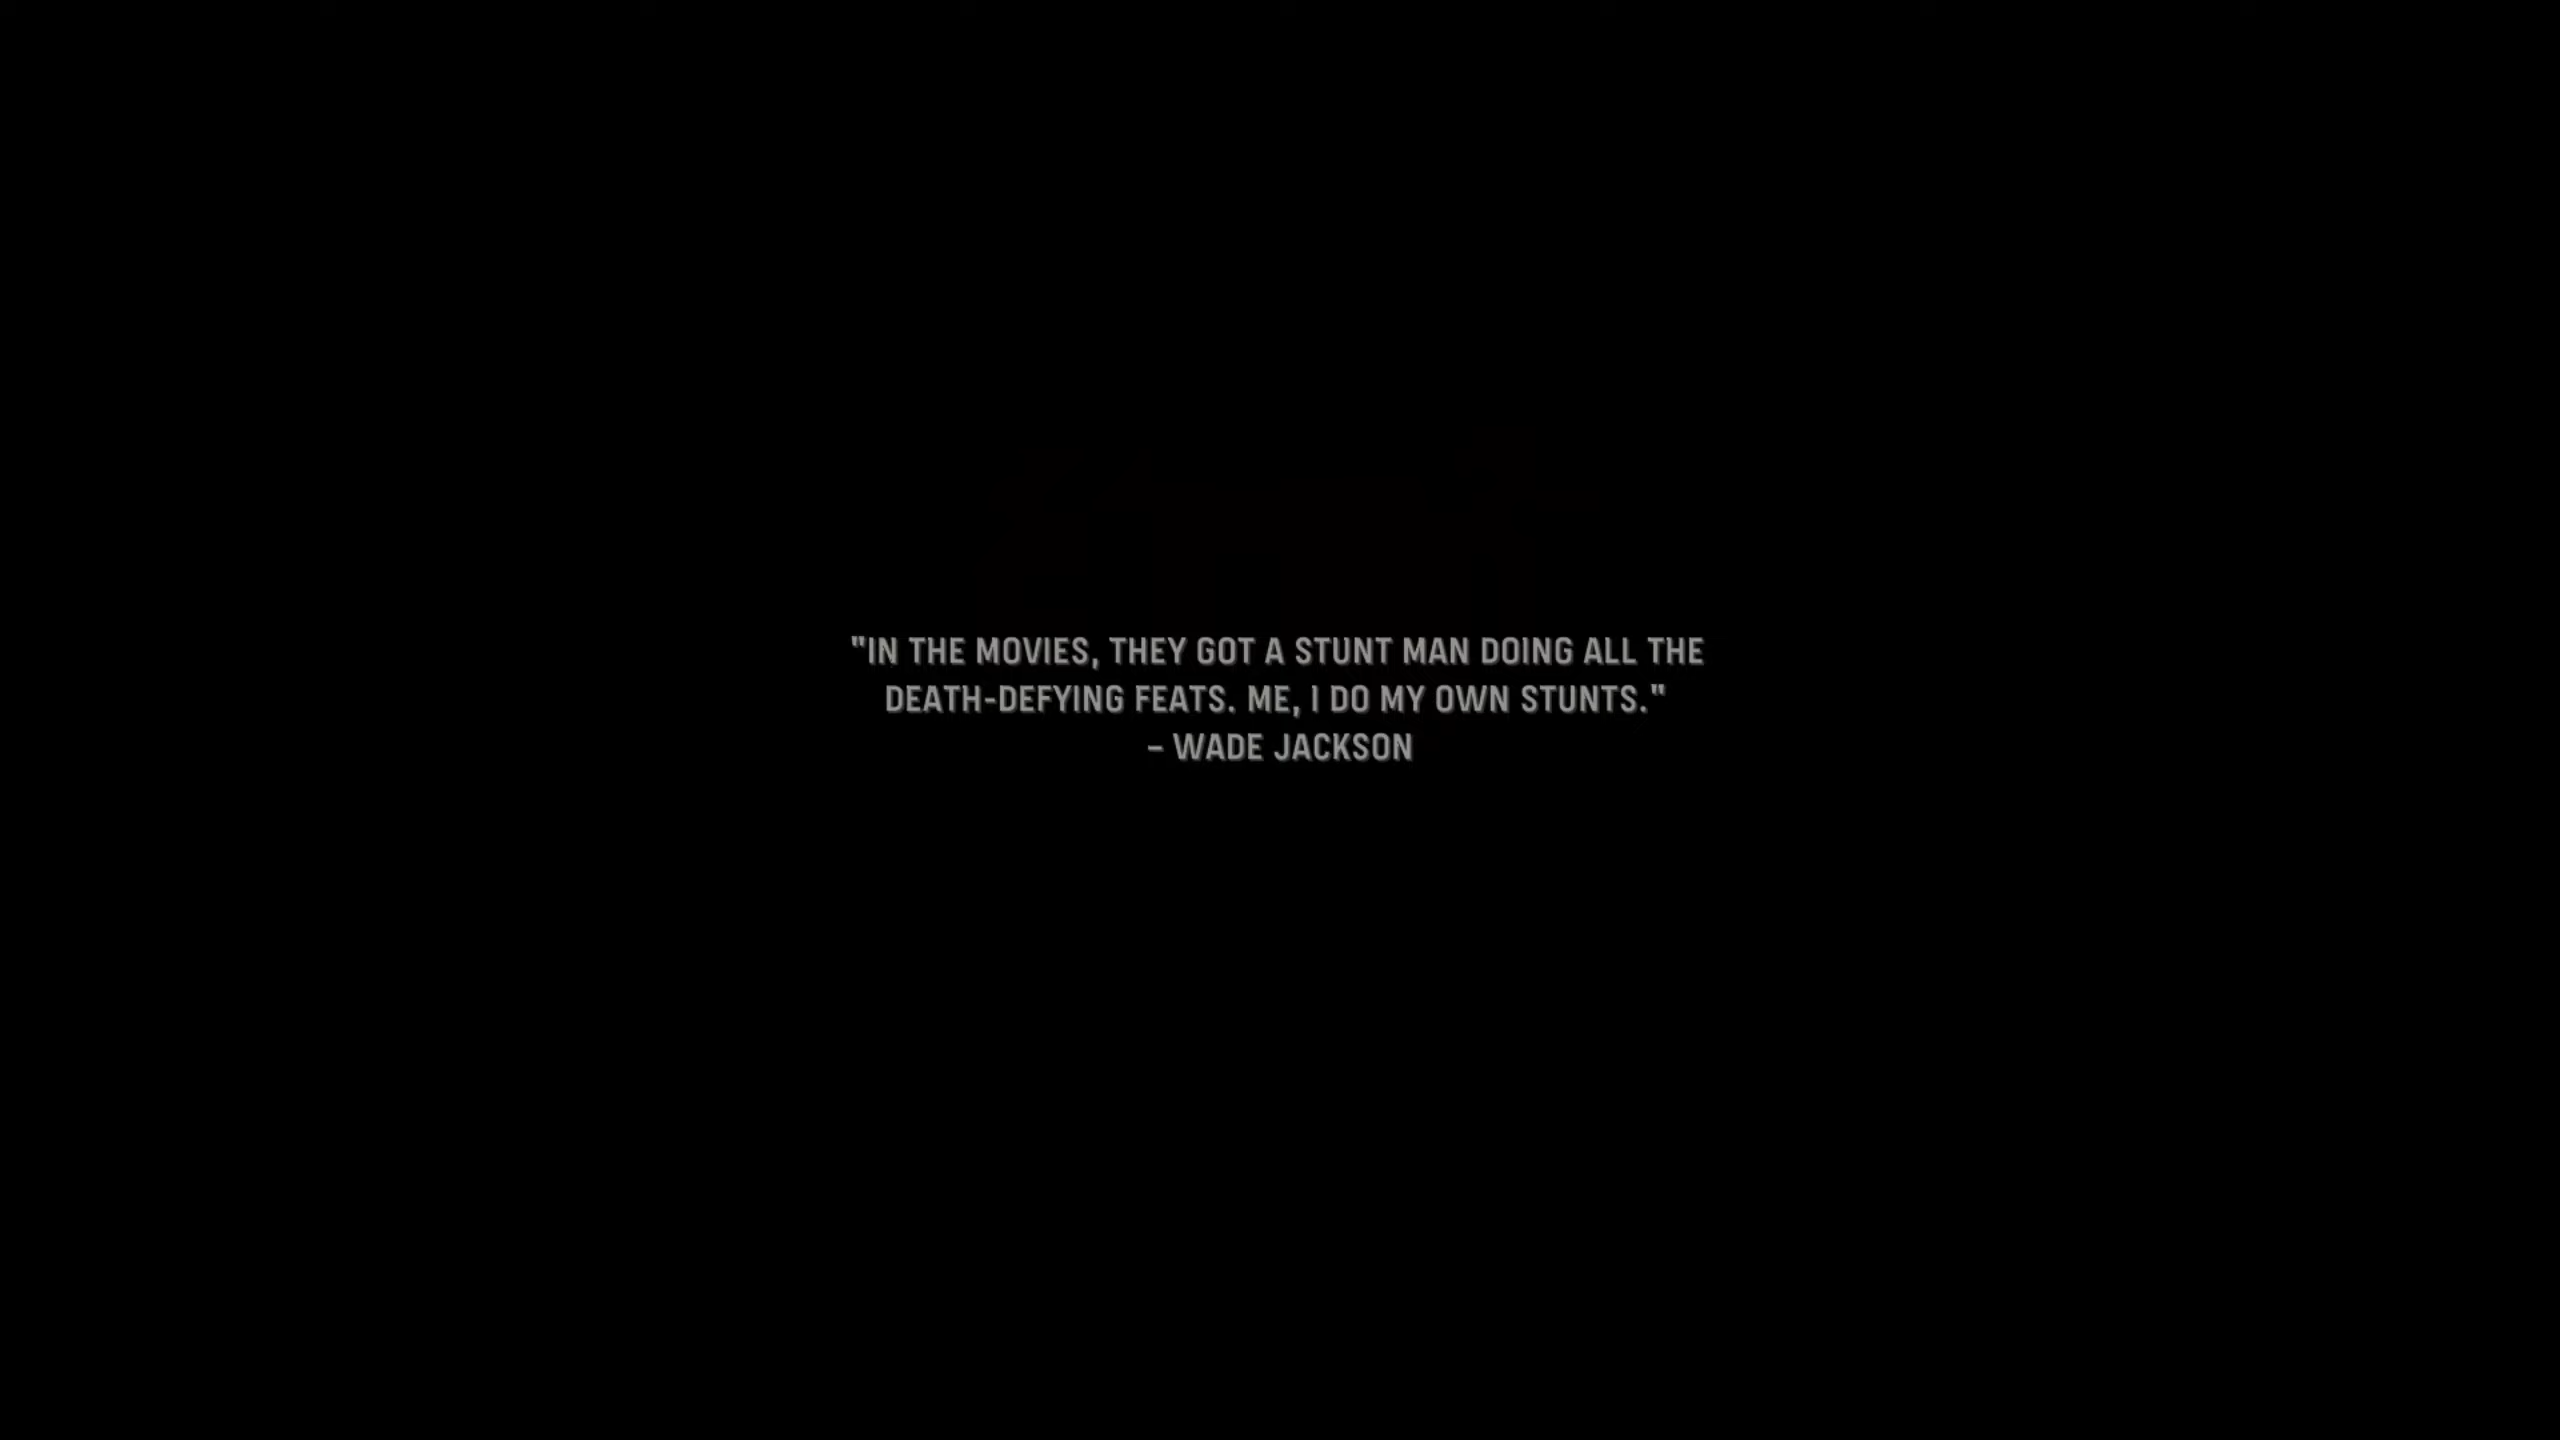 "IN THE MOVIES, THEY GOT A STUNT MAN DOING ALL THE
DEATH-DEFYING FEATS. ME, I DO MY OWN STUNTS."
– WADE JACKSON